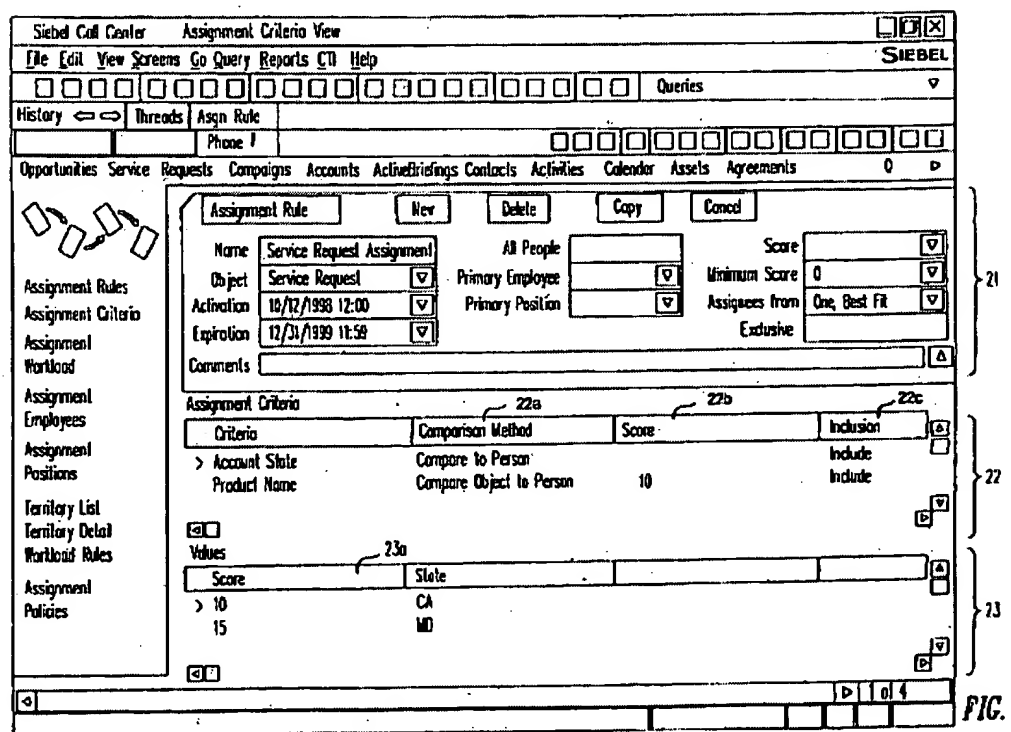 Siebel Call Center Assignment Criteria View
File Edit View Screens Go Query Reports CTI Help SIEBEL
Queries
History Threads Asgn Rule
Phone !
Opportunities Service Requests Campaigns Accounts ActiveBriefings Contacts Activities Calendar Assets Agreements 0
Assignment Rule New Delete Copy Cancel
Name Service Request Assignment All People Score
Object Service Request Primary Employee Minimum Score 0
Activation 10/12/1998 12:00 Primary Position Assignees from One, Best Fit
Expiration 12/31/1999 11:59 Exclusive
Comments
21
Assignment Rules
Assignment Criteria
Assignment
Workload
Assignment
Employees
Assignment
Positions
Territory List
Territory Detail
Workload Rules
Assignment
Policies
Assignment Criteria 22a 22b 22c
Criteria Comparison Method Score Inclusion
> Account State Compare to Person Include
Product Name Compare Object to Person 10 Include
22
Values 23a
Score State
> 10 CA
15 MD
23
of 4
FIG.